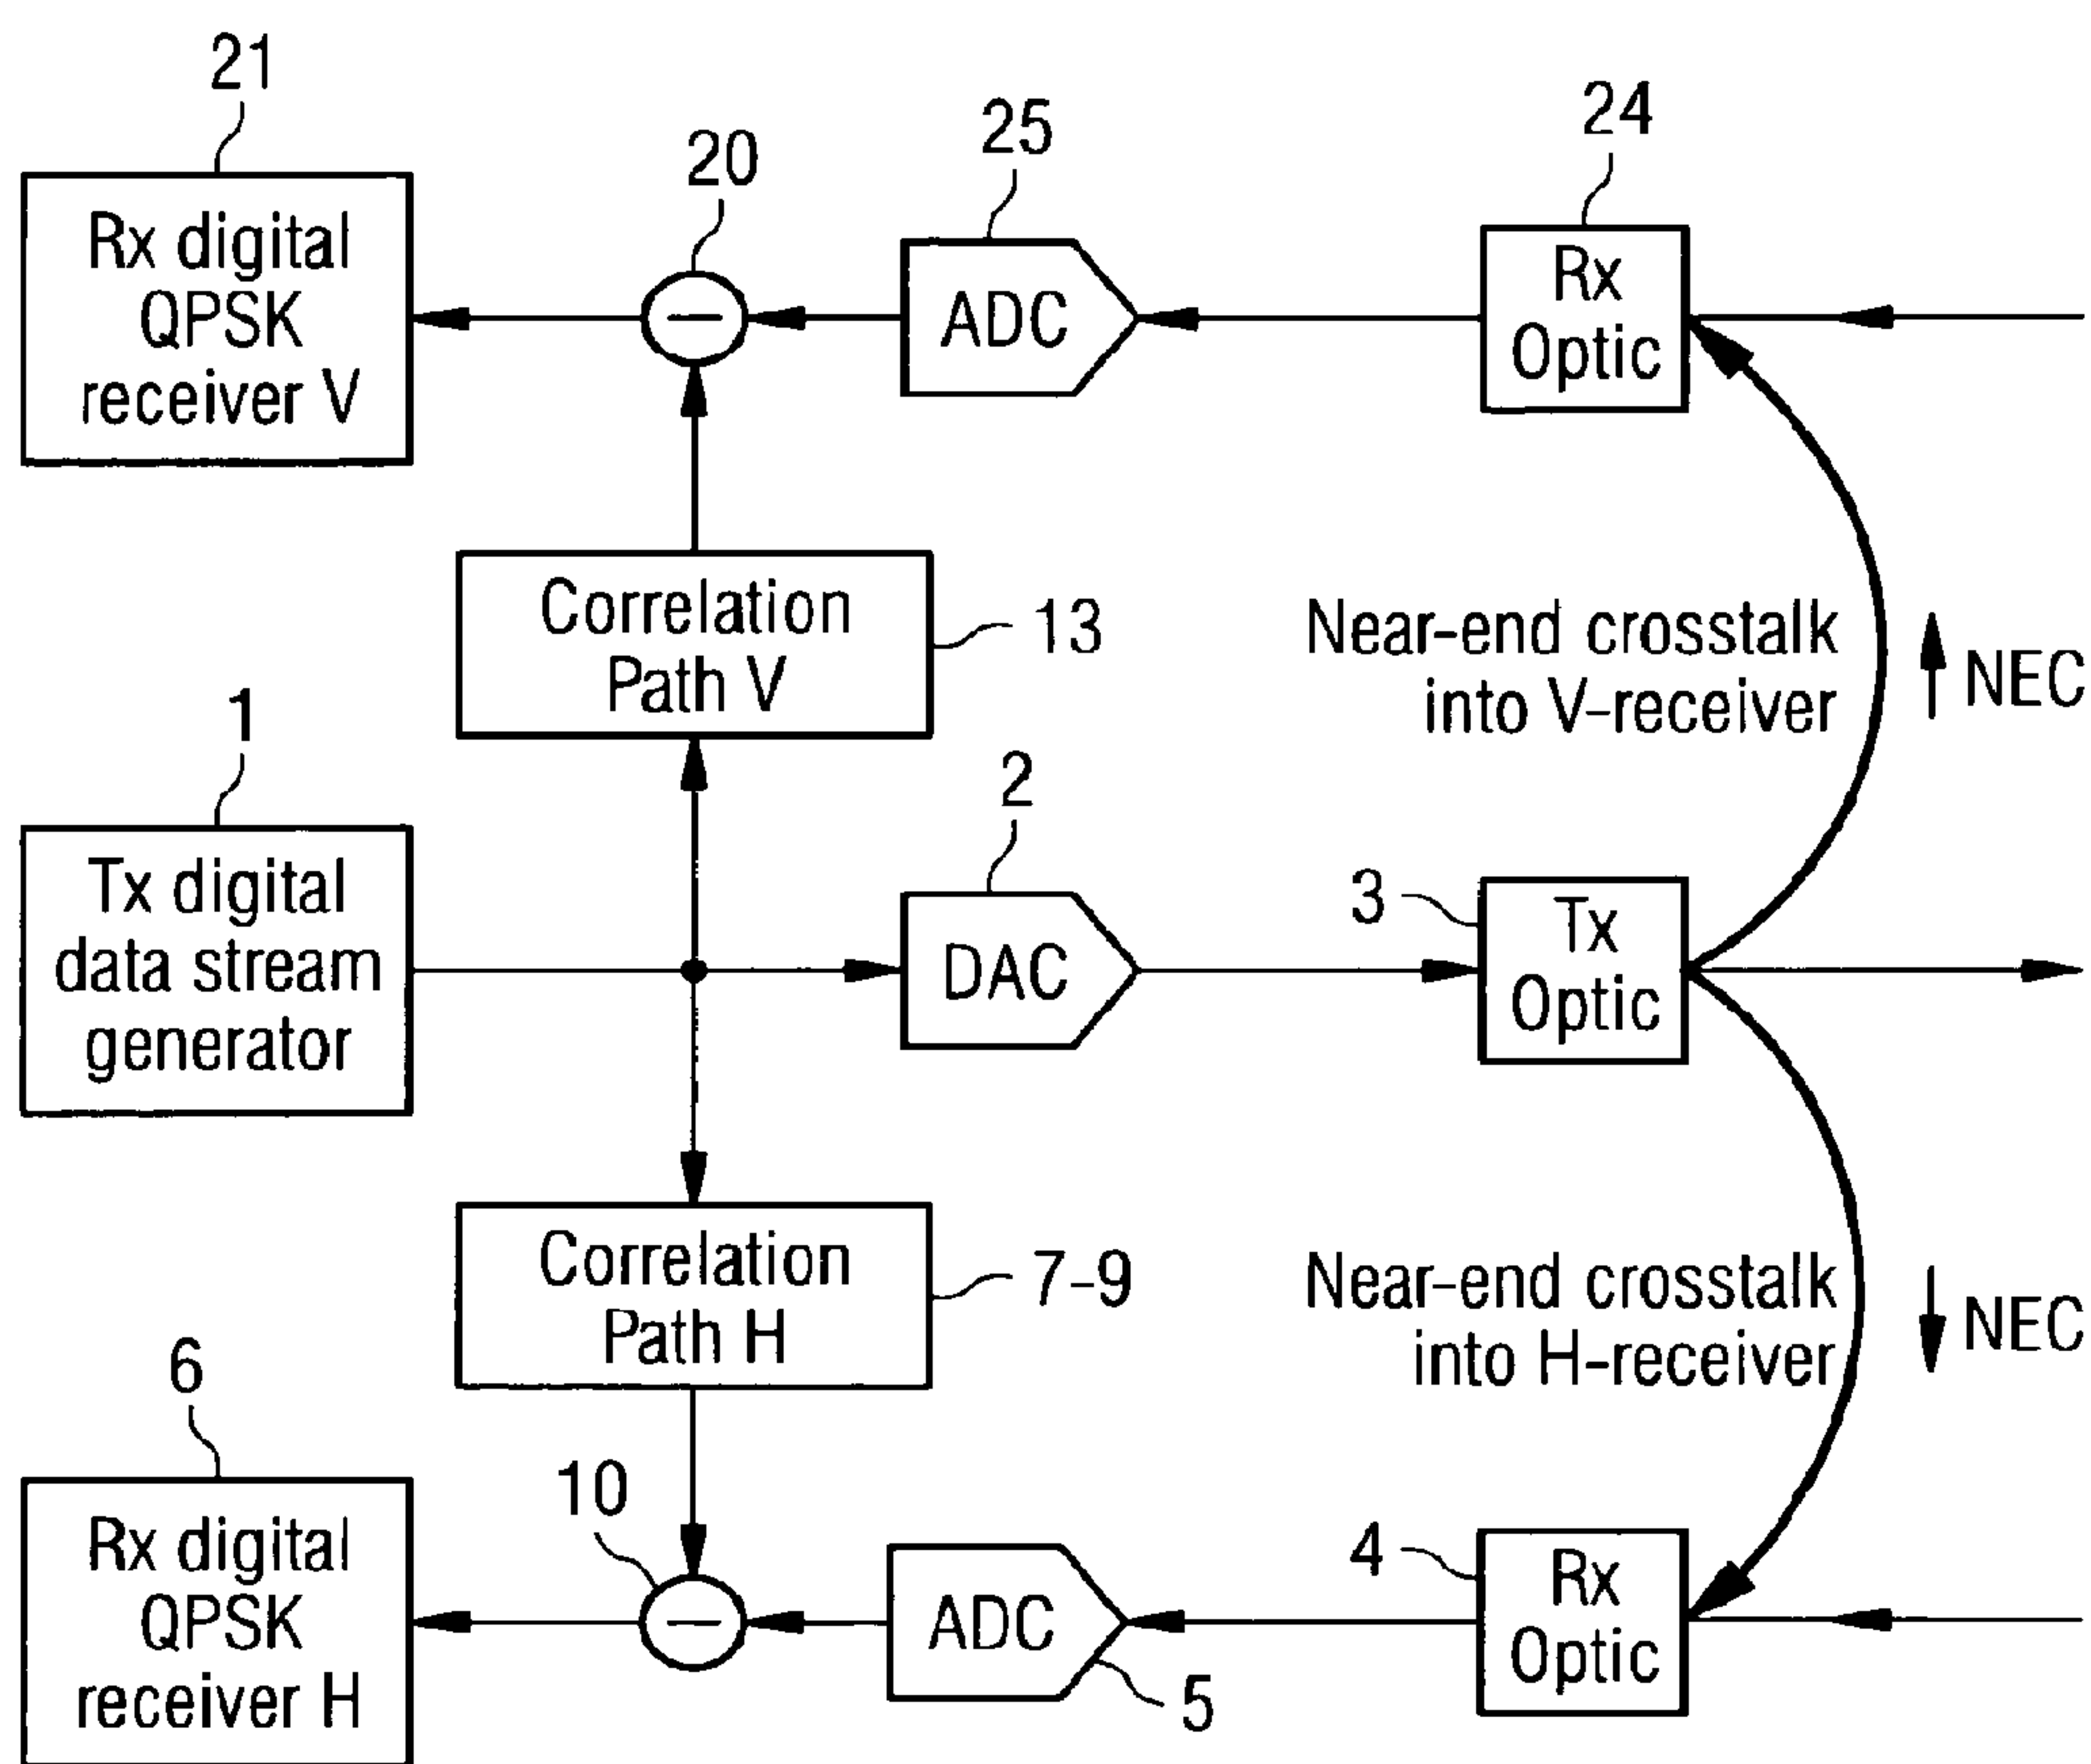 21
20
25
24
Rx digital
QPSK
receiver V
ADC
Rx
Optic
Correlation
Path V
13
Near-end crosstalk
into V-receiver
NEC
1
2
3
Tx digital
data stream
generator
DAC
Tx
Optic
Correlation
Path H
7-9
Near-end crosstalk
into H-receiver
NEC
6
10
4
5
Rx digital
QPSK
receiver H
ADC
Rx
Optic